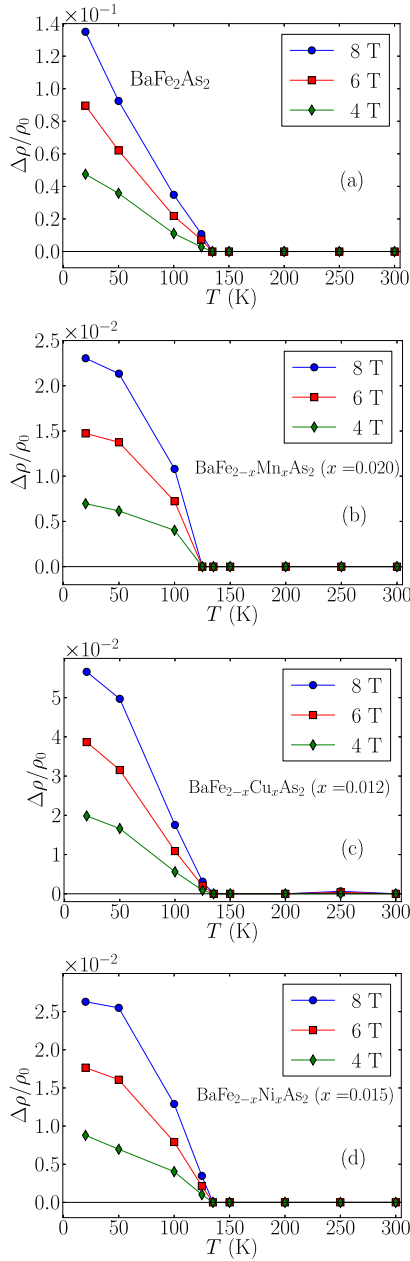 ×10⁻¹
1.4
1.2
1.0
0.8
0.6
0.4
0.2
0.0
Δρ/ρ₀
BaFe₂As₂
8 T
6 T
4 T
(a)
0 50 100 150 200 250 300
T (K)
×10⁻²
2.5
2.0
1.5
1.0
0.5
0.0
Δρ/ρ₀
8 T
6 T
4 T
BaFe₂₋ₓMnₓAs₂ (x =0.020)
(b)
0 50 100 150 200 250 300
T (K)
×10⁻²
5
4
3
2
1
0
Δρ/ρ₀
8 T
6 T
4 T
BaFe₂₋ₓCuₓAs₂ (x =0.012)
(c)
0 50 100 150 200 250 300
T (K)
×10⁻²
2.5
2.0
1.5
1.0
0.5
0.0
Δρ/ρ₀
8 T
6 T
4 T
BaFe₂₋ₓNiₓAs₂ (x =0.015)
(d)
0 50 100 150 200 250 300
T (K)